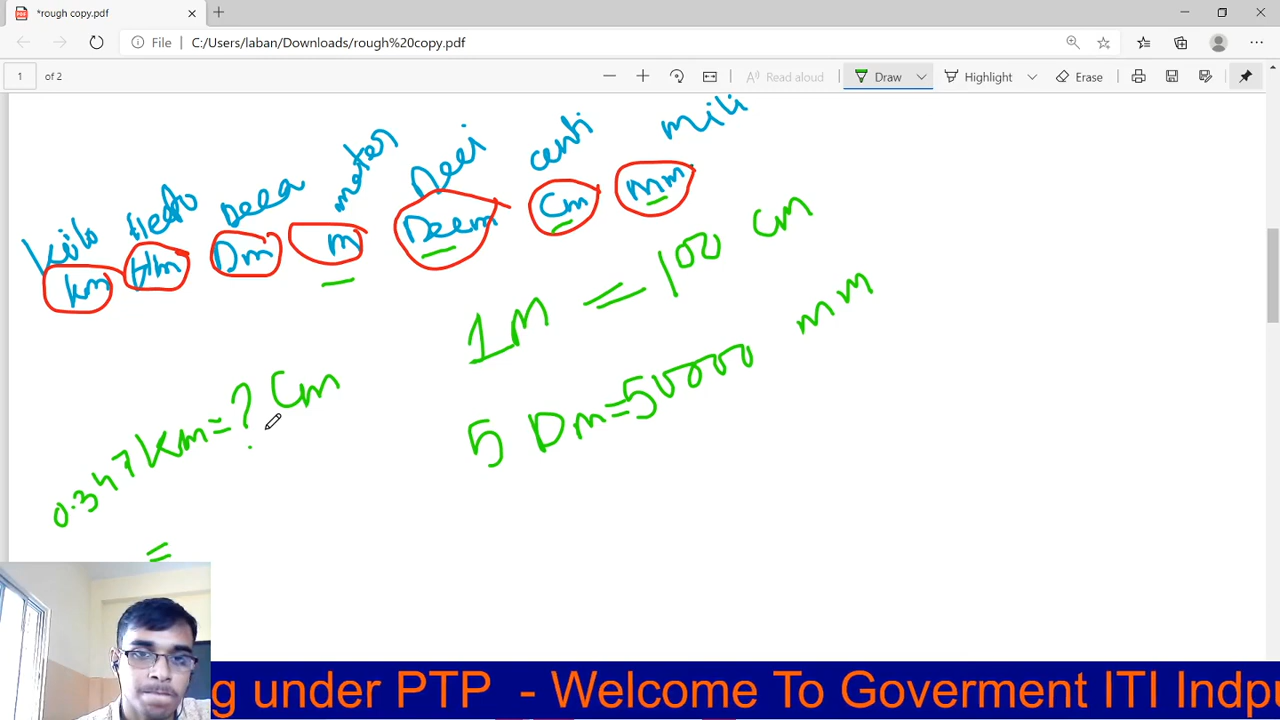 *rough copy.pdf
File C:/Users/laban/Downloads/rough%20copy.pdf
1 of 2 Read aloud Draw Highlight Erase
kilo Hecto Deca meter Deci centi mili
km Hm Dm m Decm Cm Mm
1M = 100 cm
5 Dm=50000 mm
0.347 Km=? Cm
=
g under PTP - Welcome To Goverment ITI Indpu